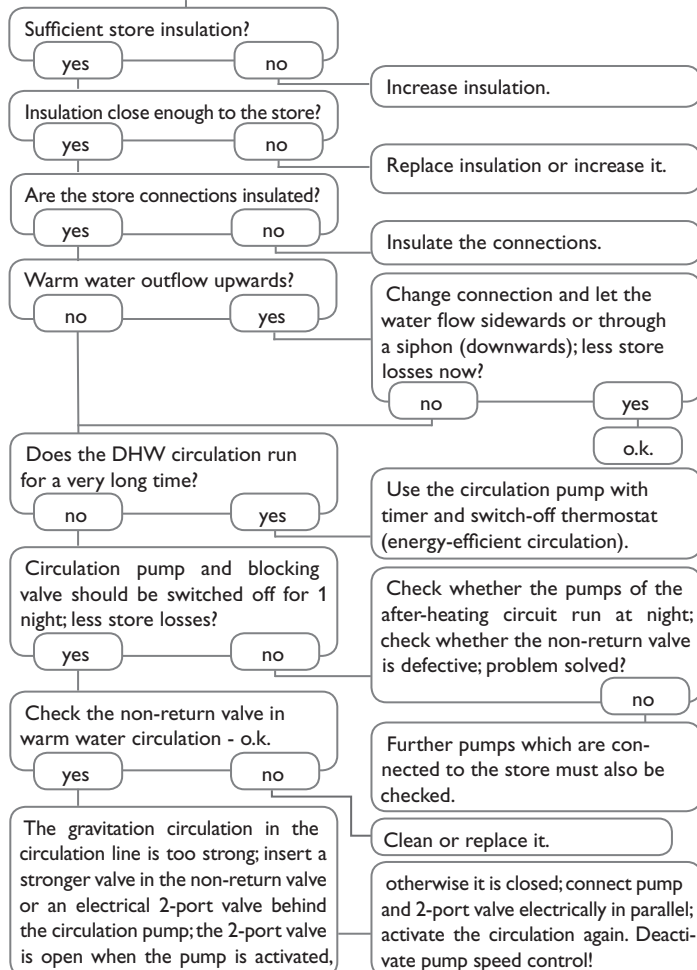 Sufficient store insulation?
yes
no
Increase insulation.
Insulation close enough to the store?
yes
no
Replace insulation or increase it.
Are the store connections insulated?
yes
no
Insulate the connections.
Warm water outflow upwards?
no
yes
Change connection and let the
water flow sidewards or through
a siphon (downwards); less store
losses now?
no
yes
o.k.
Does the DHW circulation run
for a very long time?
no
yes
Use the circulation pump with
timer and switch-off thermostat
(energy-efficient circulation).
Circulation pump and blocking
valve should be switched off for 1
night; less store losses?
yes
no
Check whether the pumps of the
after-heating circuit run at night;
check whether the non-return valve
is defective; problem solved?
no
Further pumps which are con-
nected to the store must also be
checked.
Check the non-return valve in
warm water circulation - o.k.
yes
no
Clean or replace it.
The gravitation circulation in the
circulation line is too strong; insert a
stronger valve in the non-return valve
or an electrical 2-port valve behind
the circulation pump; the 2-port valve
is open when the pump is activated,
otherwise it is closed; connect pump
and 2-port valve electrically in parallel;
activate the circulation again. Deacti-
vate pump speed control!